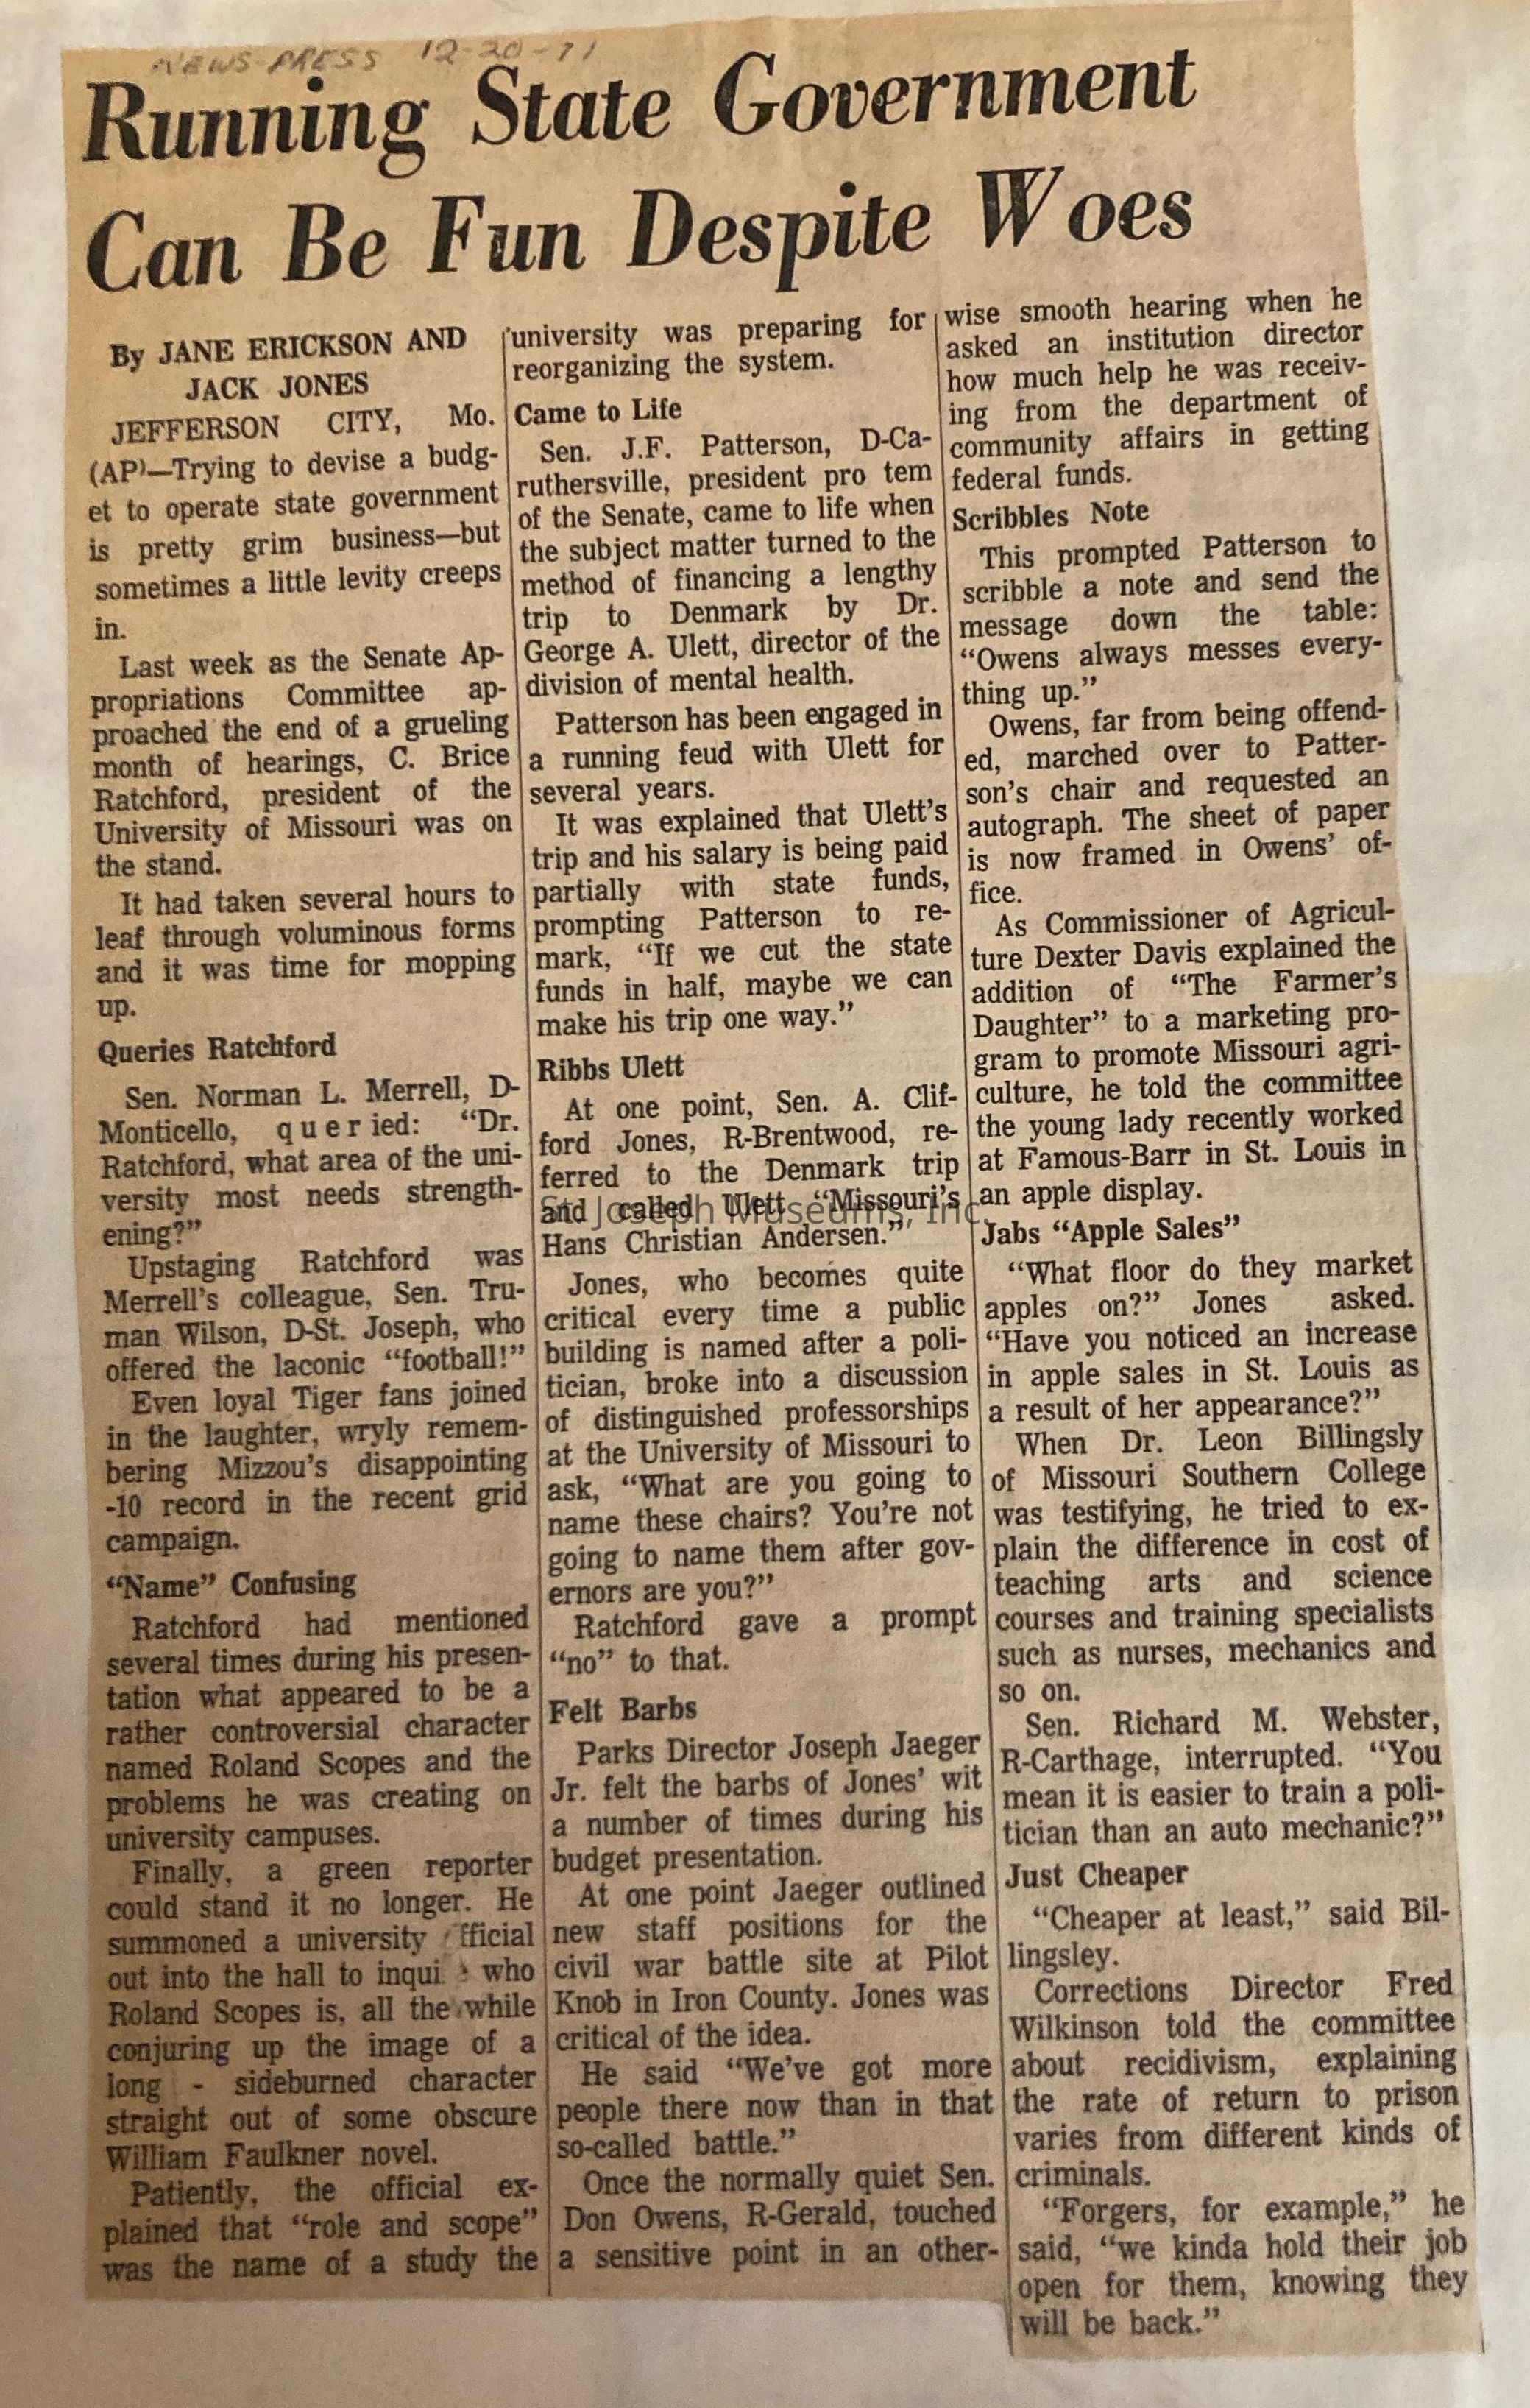 NEWS-PRESS 12-20-71
Running State Government
Can Be Fun Despite Woes
By JANE ERICKSON AND
JACK JONES
JEFFERSON CITY, Mo.
(AP)—Trying to devise a budg-
et to operate state government
is pretty grim business—but
sometimes a little levity creeps
in.
Last week as the Senate Ap-
propriations Committee ap-
proached the end of a grueling
month of hearings, C. Brice
Ratchford, president of the
University of Missouri was on
the stand.
It had taken several hours to
leaf through voluminous forms
and it was time for mopping
up.
Queries Ratchford
Sen. Norman L. Merrell, D-
Monticello, queried: “Dr.
Ratchford, what area of the uni-
versity most needs strength-
ening?”
Upstaging Ratchford was
Merrell's colleague, Sen. Tru-
man Wilson, D-St. Joseph, who
offered the laconic “football!”
Even loyal Tiger fans joined
in the laughter, wryly remem-
bering Mizzou's disappointing
-10 record in the recent grid
campaign.
“Name” Confusing
Ratchford had mentioned
several times during his presen-
tation what appeared to be a
rather controversial character
named Roland Scopes and the
problems he was creating on
university campuses.
Finally, a green reporter
could stand it no longer. He
summoned a university fficial
out into the hall to inqui who
Roland Scopes is, all the while
conjuring up the image of a
long - sideburned character
straight out of some obscure
William Faulkner novel.
Patiently, the official ex-
plained that “role and scope”
was the name of a study the
university was preparing for
reorganizing the system.
Came to Life
Sen. J.F. Patterson, D-Ca-
ruthersville, president pro tem
of the Senate, came to life when
the subject matter turned to the
method of financing a lengthy
trip to Denmark by Dr.
George A. Ulett, director of the
division of mental health.
Patterson has been engaged in
a running feud with Ulett for
several years.
It was explained that Ulett's
trip and his salary is being paid
partially with state funds,
prompting Patterson to re-
mark, “If we cut the state
funds in half, maybe we can
make his trip one way.”
Ribbs Ulett
At one point, Sen. A. Clif-
ford Jones, R-Brentwood, re-
ferred to the Denmark trip
and called Ulett “Missouri's
St. Joseph Museums, Inc.
Hans Christian Andersen.”
Jones, who becomes quite
critical every time a public
building is named after a poli-
tician, broke into a discussion
of distinguished professorships
at the University of Missouri to
ask, “What are you going to
name these chairs? You're not
going to name them after gov-
ernors are you?”
Ratchford gave a prompt
“no” to that.
Felt Barbs
Parks Director Joseph Jaeger
Jr. felt the barbs of Jones' wit
a number of times during his
budget presentation.
At one point Jaeger outlined
new staff positions for the
civil war battle site at Pilot
Knob in Iron County. Jones was
critical of the idea.
He said “We've got more
people there now than in that
so-called battle.”
Once the normally quiet Sen.
Don Owens, R-Gerald, touched
a sensitive point in an other-
wise smooth hearing when he
asked an institution director
how much help he was receiv-
ing from the department of
community affairs in getting
federal funds.
Scribbles Note
This prompted Patterson to
scribble a note and send the
message down the table:
“Owens always messes every-
thing up.”
Owens, far from being offend-
ed, marched over to Patter-
son's chair and requested an
autograph. The sheet of paper
is now framed in Owens' of-
fice.
As Commissioner of Agricul-
ture Dexter Davis explained the
addition of “The Farmer's
Daughter” to a marketing pro-
gram to promote Missouri agri-
culture, he told the committee
the young lady recently worked
at Famous-Barr in St. Louis in
an apple display.
Jabs “Apple Sales”
“What floor do they market
apples on?” Jones asked.
“Have you noticed an increase
in apple sales in St. Louis as
a result of her appearance?”
When Dr. Leon Billingsly
of Missouri Southern College
was testifying, he tried to ex-
plain the difference in cost of
teaching arts and science
courses and training specialists
such as nurses, mechanics and
so on.
Sen. Richard M. Webster,
R-Carthage, interrupted. “You
mean it is easier to train a poli-
tician than an auto mechanic?”
Just Cheaper
“Cheaper at least,” said Bil-
lingsley.
Corrections Director Fred
Wilkinson told the committee
about recidivism, explaining
the rate of return to prison
varies from different kinds of
criminals.
“Forgers, for example,” he
said, “we kinda hold their job
open for them, knowing they
will be back.”